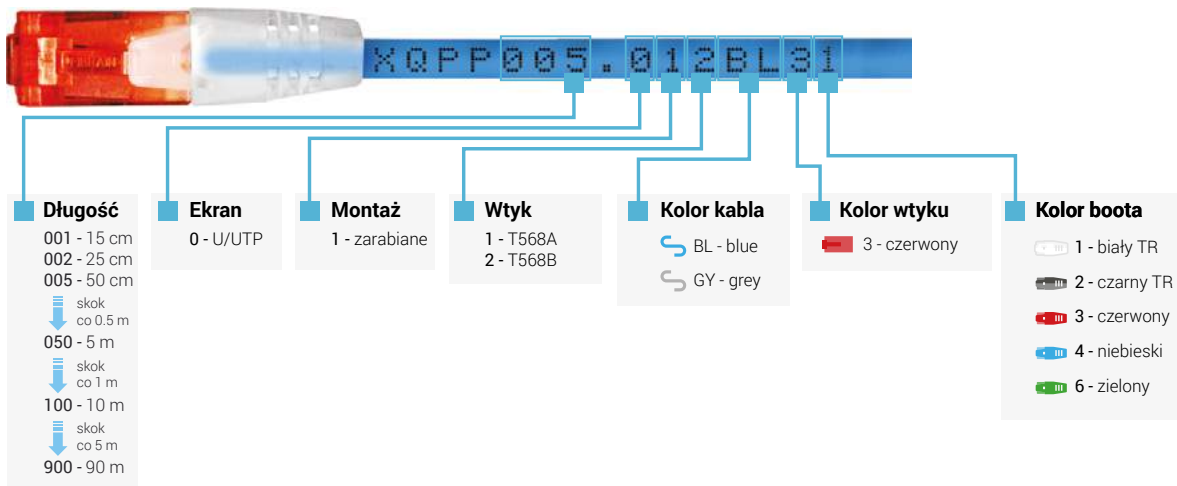 XQPP005.012BL31
Długość
001 - 15 cm
002 - 25 cm
005 - 50 cm
skok
co 0.5 m
050 - 5 m
skok
co 1 m
100 - 10 m
skok
co 5 m
900 - 90 m
Ekran
0 - U/UTP
Montaż
1 - zarabiane
Wtyk
1 - T568A
2 - T568B
Kolor kabla
BL - blue
GY - grey
Kolor wtyku
3 - czerwony
Kolor boota
1 - biały TR
2 - czarny TR
3 - czerwony
4 - niebieski
6 - zielony